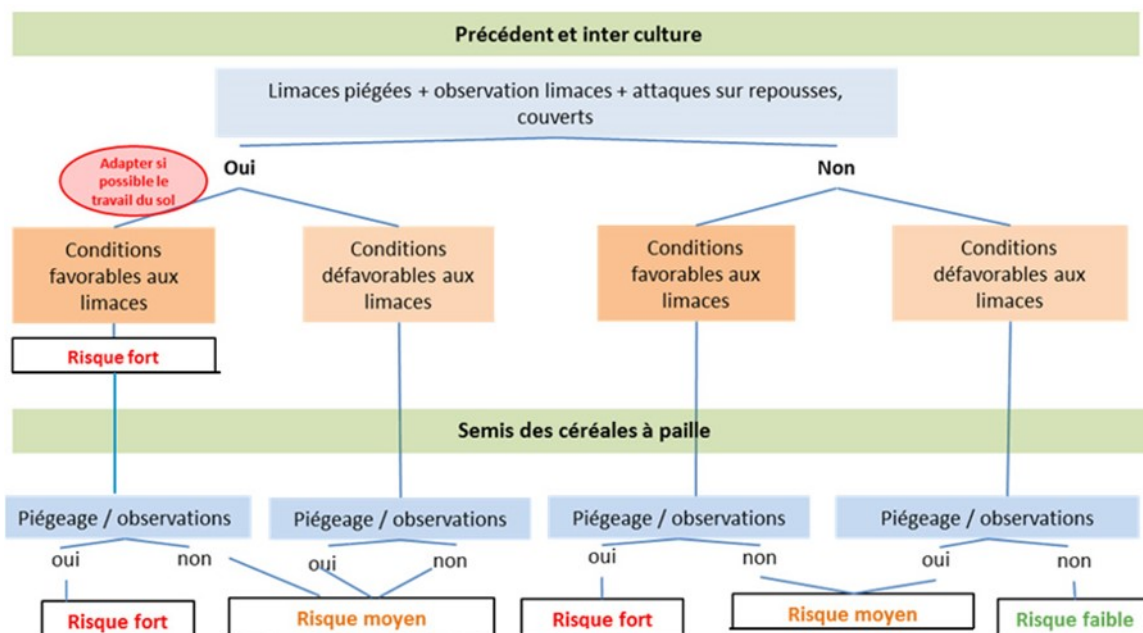 Précédent et inter culture
Limaces piégées + observation limaces + attaques sur repousses,
couverts
Adapter si
possible le
travail du sol
Oui
Non
Conditions
favorables aux
limaces
Conditions
défavorables aux
limaces
Conditions
favorables aux
limaces
Conditions
défavorables aux
limaces
Risque fort
Semis des céréales à paille
Piégeage / observations
Piégeage / observations
Piégeage / observations
Piégeage / observations
oui
non
oui
non
oui
non
oui
non
Risque fort
Risque moyen
Risque fort
Risque moyen
Risque faible